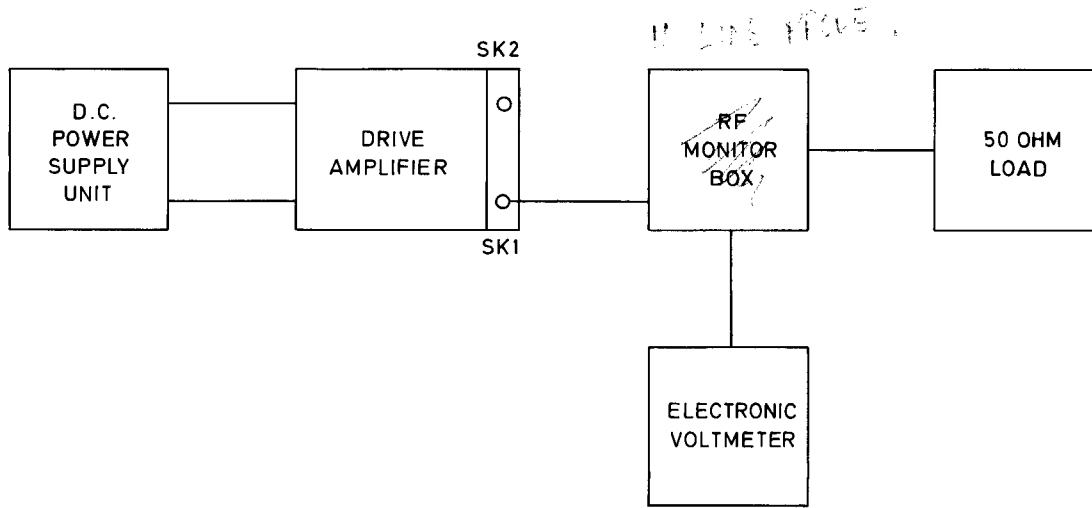 SK2
D.C.
POWER
SUPPLY
UNIT
DRIVE
AMPLIFIER
SK1
RF
MONITOR
BOX
50 OHM
LOAD
ELECTRONIC
VOLTMETER